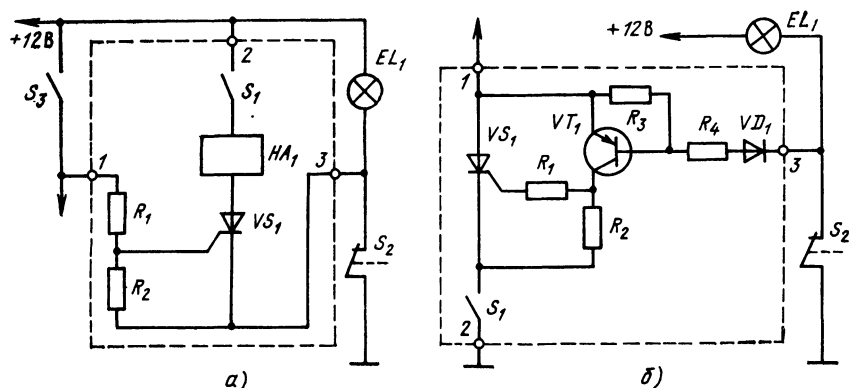 +12В
2
EL1
S3
S1
HA1
1
3
R1
VS1
S2
R2
а)
+12В
EL1
1
R3
VS1
VT1
R4
VD1
R1
3
R2
S2
S1
2
б)